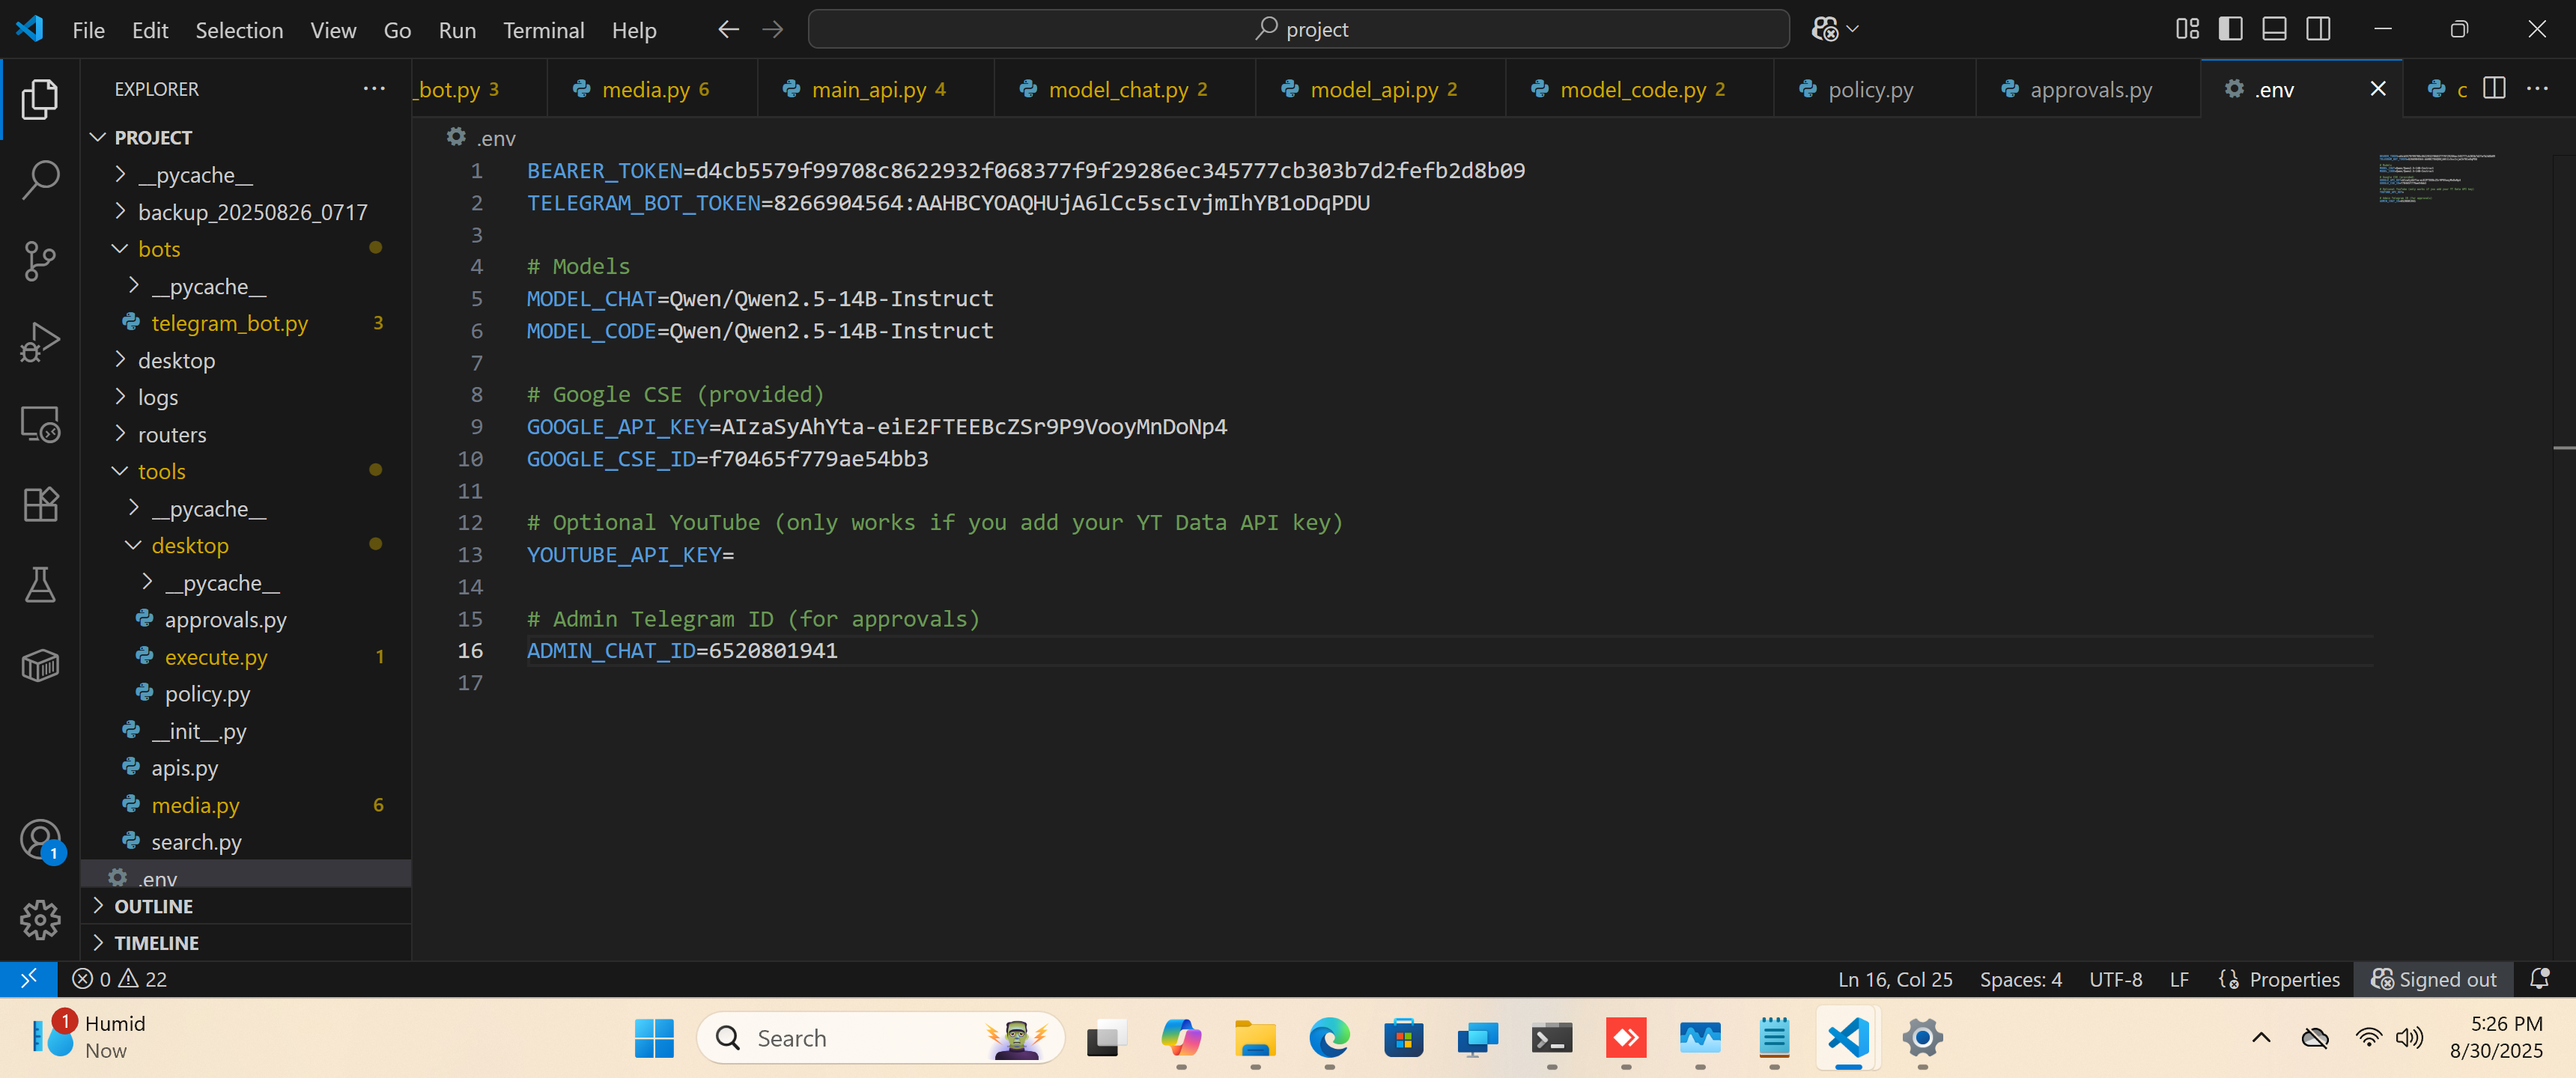 File Edit Selection View Go Run Terminal Help
project
EXPLORER
_bot.py 3
media.py 6
main_api.py 4
model_chat.py 2
model_api.py 2
model_code.py 2
policy.py
approvals.py
.env
c
PROJECT
__pycache__
backup_20250826_0717
bots
__pycache__
telegram_bot.py 3
desktop
logs
routers
tools
__pycache__
desktop
__pycache__
approvals.py
execute.py 1
policy.py
__init__.py
apis.py
media.py 6
search.py
.env
OUTLINE
TIMELINE
1
.env
1 BEARER_TOKEN=d4cb5579f99708c8622932f068377f9f29286ec345777cb303b7d2fefb2d8b09
2 TELEGRAM_BOT_TOKEN=8266904564:AAHBCYOAQHUjA6lCc5scIvjmIhYB1oDqPDU
3
4 # Models
5 MODEL_CHAT=Qwen/Qwen2.5-14B-Instruct
6 MODEL_CODE=Qwen/Qwen2.5-14B-Instruct
7
8 # Google CSE (provided)
9 GOOGLE_API_KEY=AIzaSyAhYta-eiE2FTEEBcZSr9P9VooyMnDoNp4
10 GOOGLE_CSE_ID=f70465f779ae54bb3
11
12 # Optional YouTube (only works if you add your YT Data API key)
13 YOUTUBE_API_KEY=
14
15 # Admin Telegram ID (for approvals)
16 ADMIN_CHAT_ID=6520801941
17
0 22
Ln 16, Col 25 Spaces: 4 UTF-8 LF Properties Signed out
1
Humid
Now
Search
5:26 PM
8/30/2025